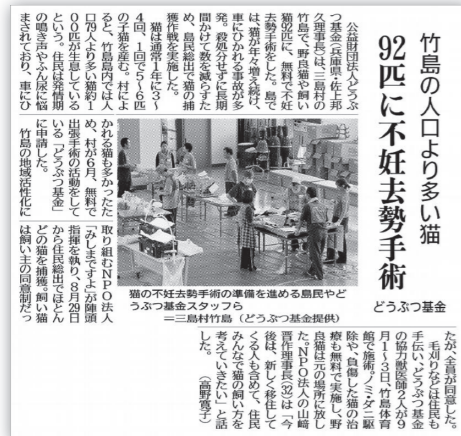 竹島の人口より多い猫
92匹に不妊去勢手術
どうぶつ基金
公益財団法人どうぶ
つ基金(兵庫県・佐上邦
久理事長)は、三島村の
竹島で、野良猫や飼い
猫92匹に、無料で不妊
去勢手術をした。島で
は、猫が年々増え続け、
車にひかれる事故が多
発。殺処分せずに長期
間かけて数を減らすた
め、島民総出で猫の捕
獲作戦を実施した。
猫は通常1年に3〜
4回、1回で5〜6匹
の子猫を産む。村によ
ると、竹島島内では人
口79人より多い猫約1
00匹が生息している
という。住民は発情期
の鳴き声やふん尿に悩
まされており、車にひ
かれる猫も多かったた
め、村が6月、無料で
出張手術の活動をして
いる「どうぶつ基金」
に申請した。
竹島の地域活性化に
取り組むNPO法人
「みしまですよ」が陣頭
指揮を執り、8月29日
から住民総出でほとん
どの猫を捕獲。飼い猫
は飼い主の同意制だっ
たが、全員が同意した。
毛刈りなどは住民も
手伝い、どうぶつ基金
の協力獣医師2人が9
月1〜3日、竹島体育
館で施術。ノミ・ダニ駆
除や、負傷した猫の治
療も無料で実施し、野
良猫は元の場所に放し
た。NPO法人の山﨑
晋作理事長(32)は「今
後は、新しく移住して
くる人も含めて、住民
みんなで猫の飼い方を
考えていきたい」と話
した。
(高野寛子)
猫の不妊去勢手術の準備を進める島民やど
うぶつ基金スタッフら
=三島村竹島(どうぶつ基金提供)